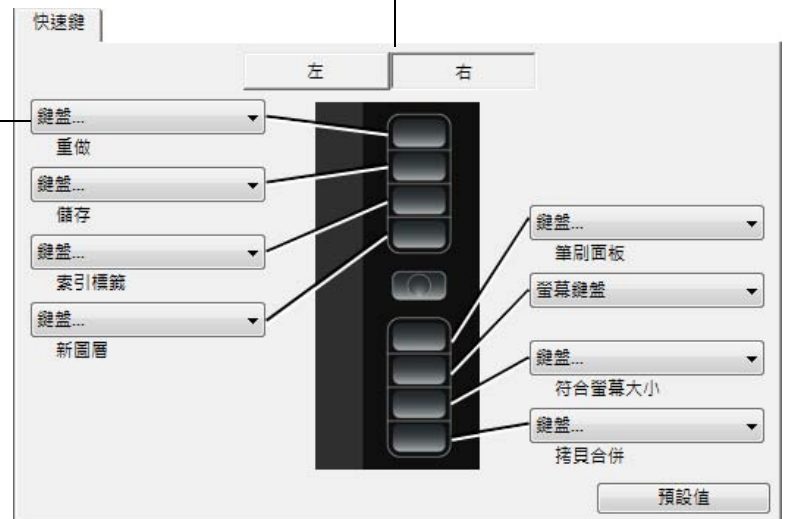 快速鍵
左
右
鍵盤...
重做
鍵盤...
儲存
鍵盤...
索引標籤
鍵盤...
新圖層
鍵盤...
筆刷面板
螢幕鍵盤
鍵盤...
符合螢幕大小
鍵盤...
拷貝合併
預設值